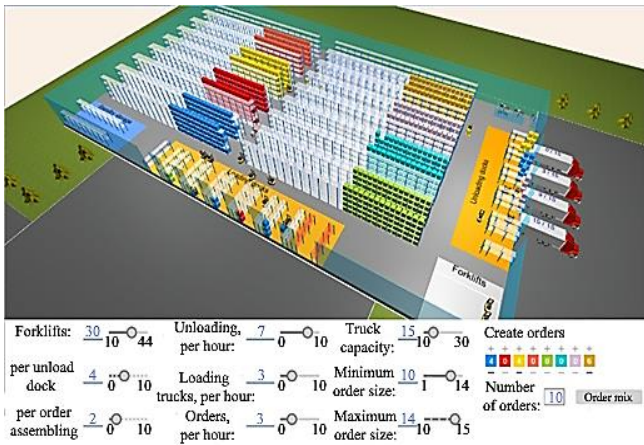 Unloading docks
Forklifts
Forklifts: 30 10 44
Unloading, per hour: 7 0 10
Truck capacity: 15 10 30
Create orders
per unload dock 4 0 10
Loading trucks, per hour: 3 0 10
Minimum order size: 10 1 14
Number of orders: 10 Order mix
per order assembling 2 0 10
Orders, per hour: 3 0 10
Maximum order size: 14 10 15